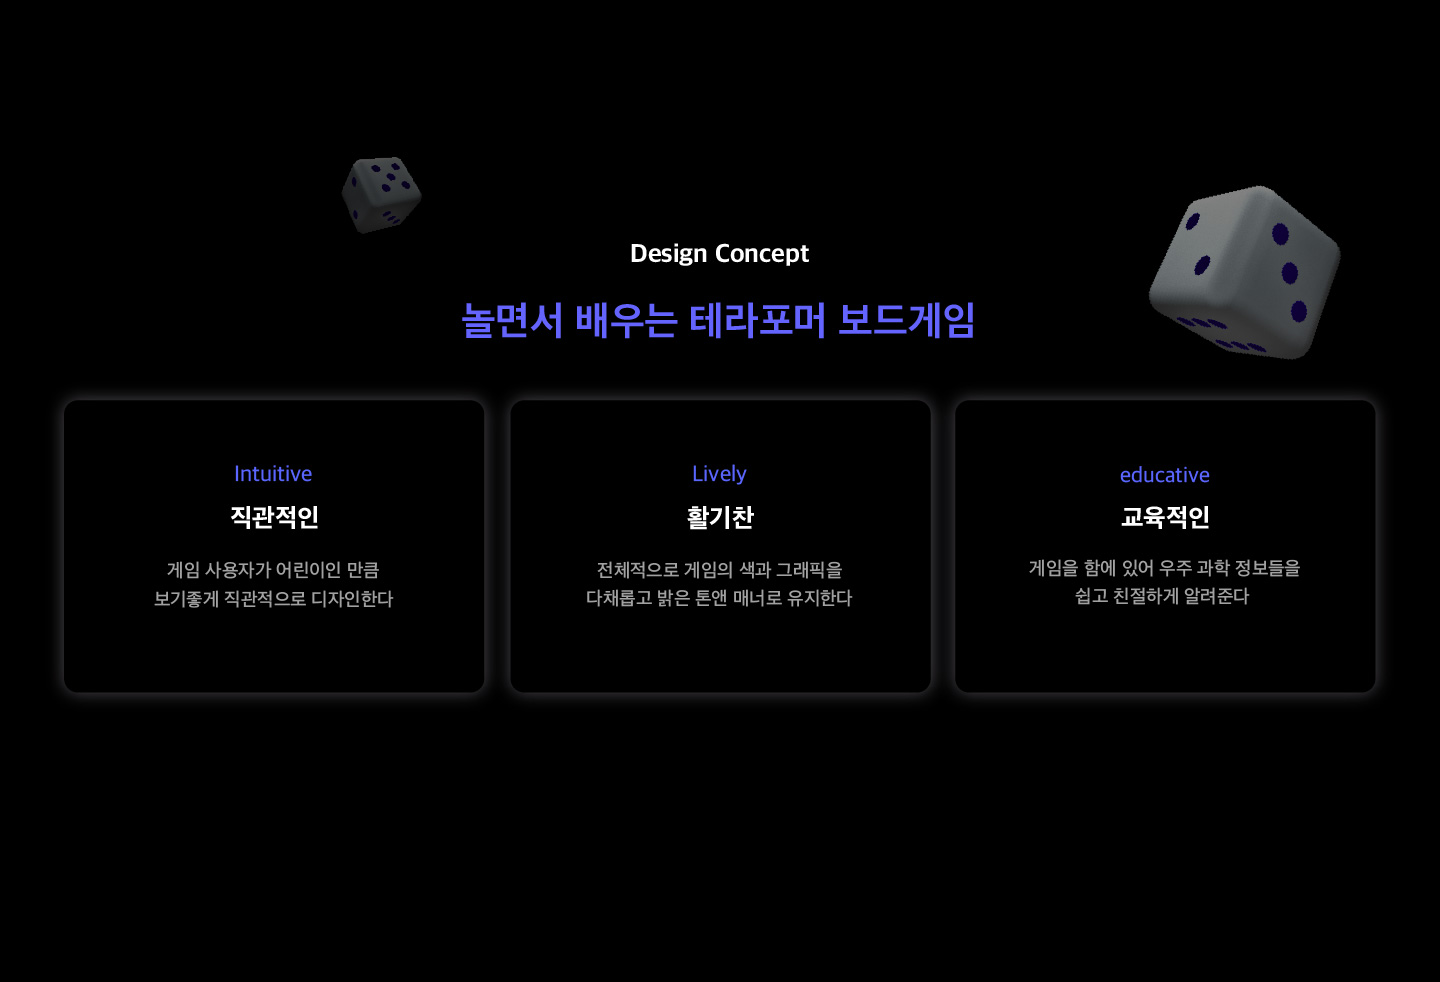 Design Concept
놀면서 배우는 테라포머 보드게임
Intuitive
직관적인
게임 사용자가 어린이인 만큼
보기좋게 직관적으로 디자인한다
Lively
활기찬
전체적으로 게임의 색과 그래픽을
다채롭고 밝은 톤앤 매너로 유지한다
educative
교육적인
게임을 함에 있어 우주 과학 정보들을
쉽고 친절하게 알려준다